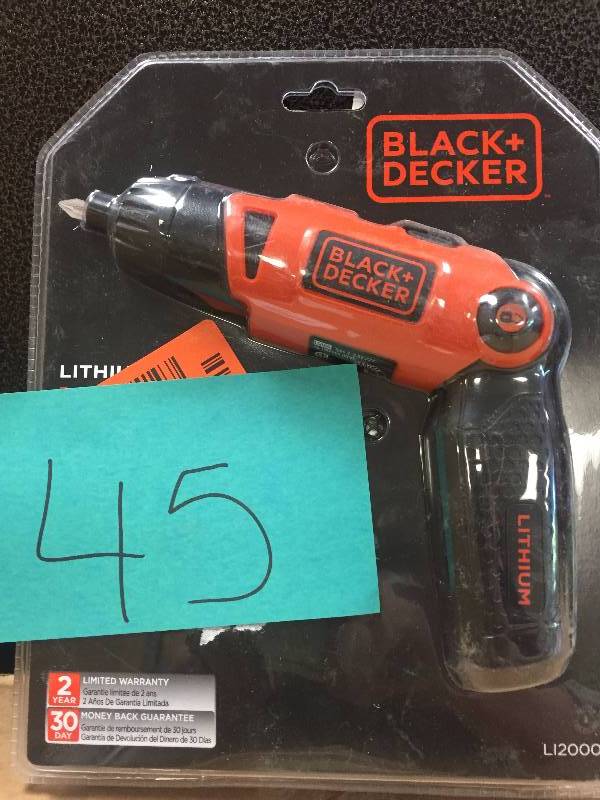 BLACK+
DECKER
BLACK+
DECKER
LITHIU
45
LITHIUM
2
YEAR
LIMITED WARRANTY
Garantie limitée de 2 ans
2 Años De Garantía Limitada
30
DAY
MONEY BACK GUARANTEE
Garantie de remboursement de 30 jours
Garantía de Devolución del Dinero de 30 Días
LI2000